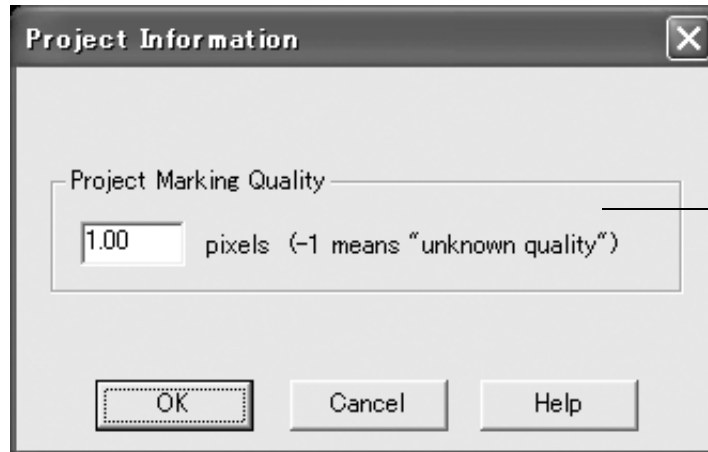 Project Information
Project Marking Quality
1.00 pixels (-1 means "unknown quality")
OK Cancel Help